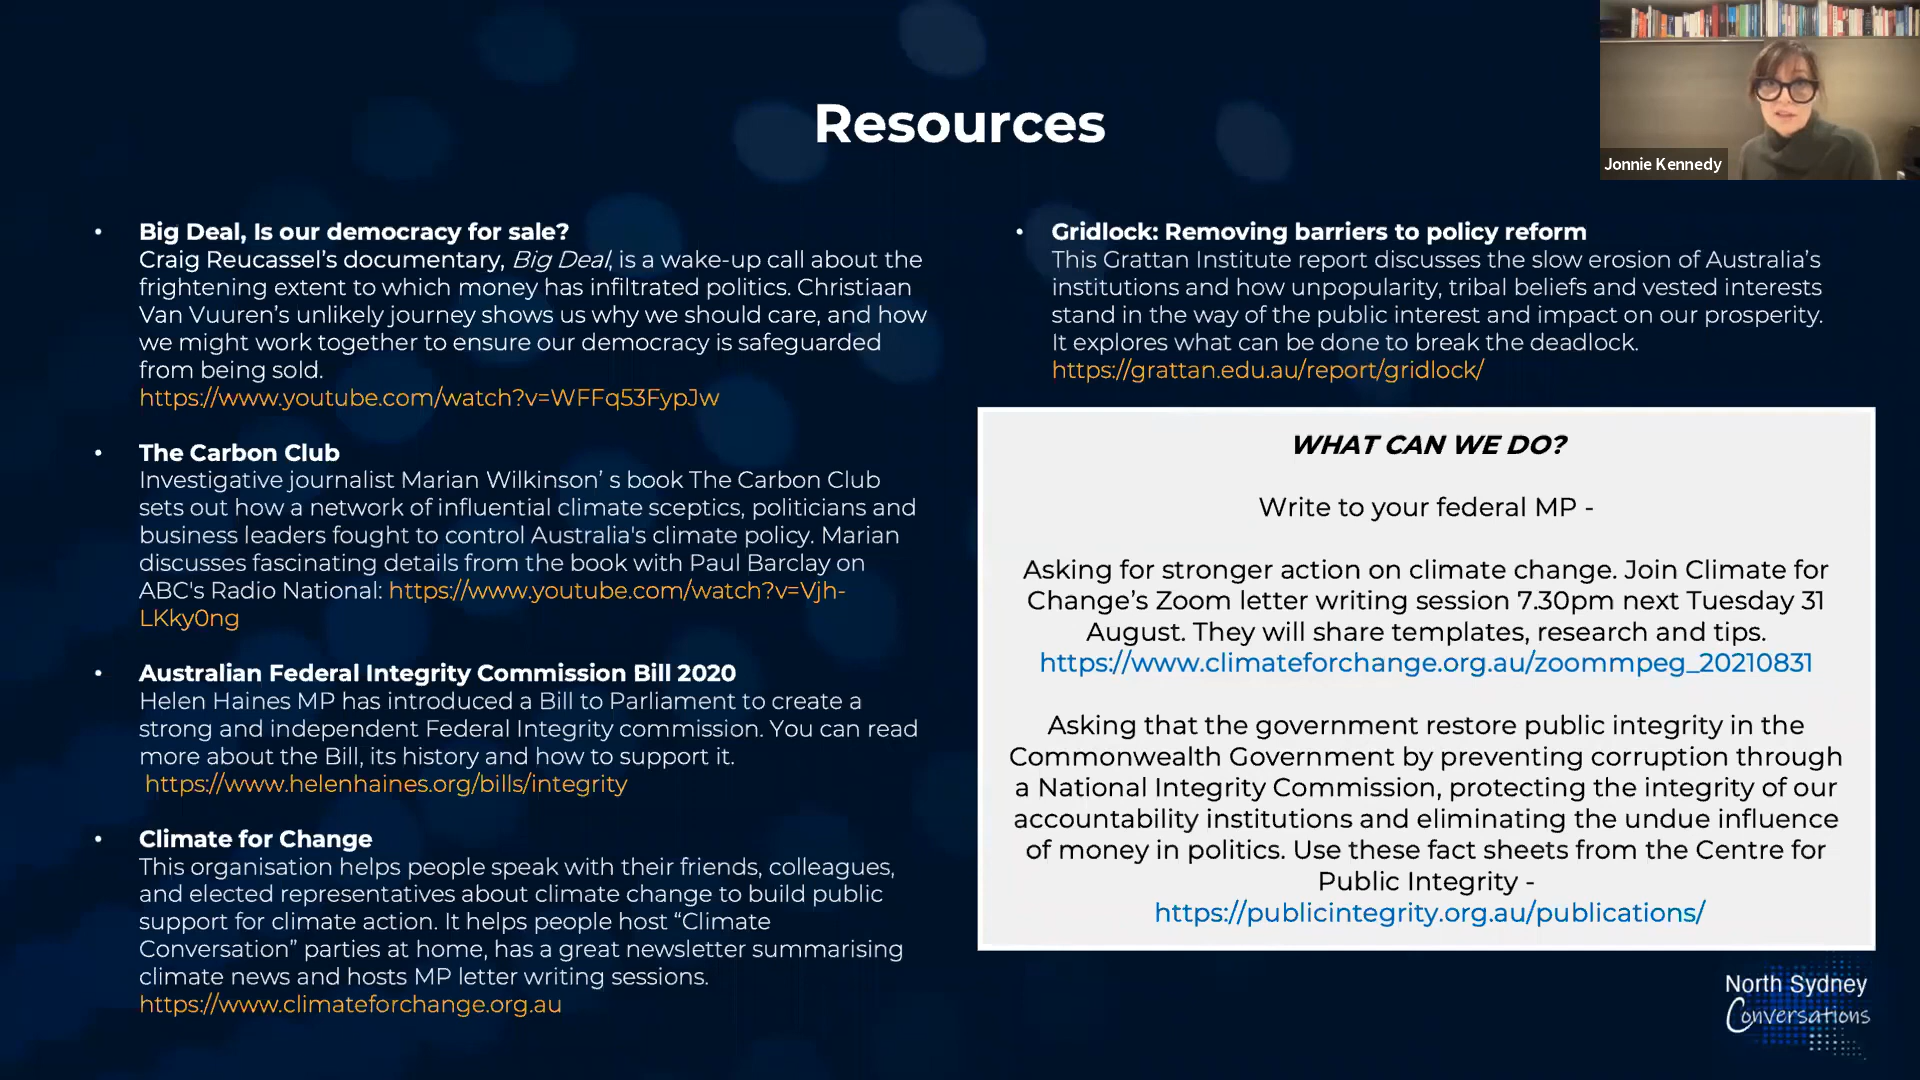 Resources
Jonnie Kennedy
• Big Deal, Is our democracy for sale?
Craig Reucassel's documentary, Big Deal, is a wake-up call about the
frightening extent to which money has infiltrated politics. Christiaan
Van Vuuren's unlikely journey shows us why we should care, and how
we might work together to ensure our democracy is safeguarded
from being sold.
https://www.youtube.com/watch?v=WFFq53FypJw
• The Carbon Club
Investigative journalist Marian Wilkinson' s book The Carbon Club
sets out how a network of influential climate sceptics, politicians and
business leaders fought to control Australia's climate policy. Marian
discusses fascinating details from the book with Paul Barclay on
ABC's Radio National: https://www.youtube.com/watch?v=Vjh-
LKky0ng
• Australian Federal Integrity Commission Bill 2020
Helen Haines MP has introduced a Bill to Parliament to create a
strong and independent Federal Integrity commission. You can read
more about the Bill, its history and how to support it.
https://www.helenhaines.org/bills/integrity
• Climate for Change
This organisation helps people speak with their friends, colleagues,
and elected representatives about climate change to build public
support for climate action. It helps people host “Climate
Conversation” parties at home, has a great newsletter summarising
climate news and hosts MP letter writing sessions.
https://www.climateforchange.org.au
• Gridlock: Removing barriers to policy reform
This Grattan Institute report discusses the slow erosion of Australia's
institutions and how unpopularity, tribal beliefs and vested interests
stand in the way of the public interest and impact on our prosperity.
It explores what can be done to break the deadlock.
https://grattan.edu.au/report/gridlock/
WHAT CAN WE DO?
Write to your federal MP -
Asking for stronger action on climate change. Join Climate for
Change's Zoom letter writing session 7.30pm next Tuesday 31
August. They will share templates, research and tips.
https://www.climateforchange.org.au/zoommpeg_20210831
Asking that the government restore public integrity in the
Commonwealth Government by preventing corruption through
a National Integrity Commission, protecting the integrity of our
accountability institutions and eliminating the undue influence
of money in politics. Use these fact sheets from the Centre for
Public Integrity -
https://publicintegrity.org.au/publications/
North Sydney
Conversations